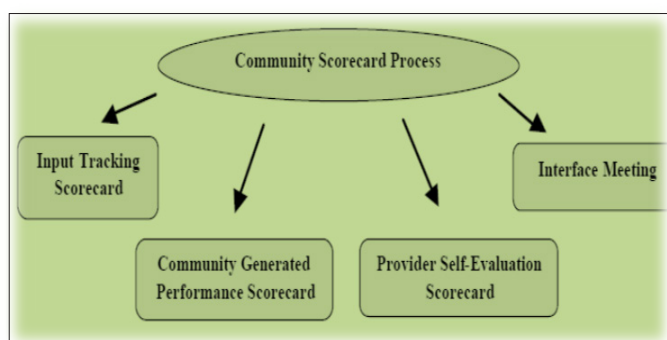 Community Scorecard Process
Input Tracking
Scorecard
Interface Meeting
Community Generated
Performance Scorecard
Provider Self-Evaluation
Scorecard